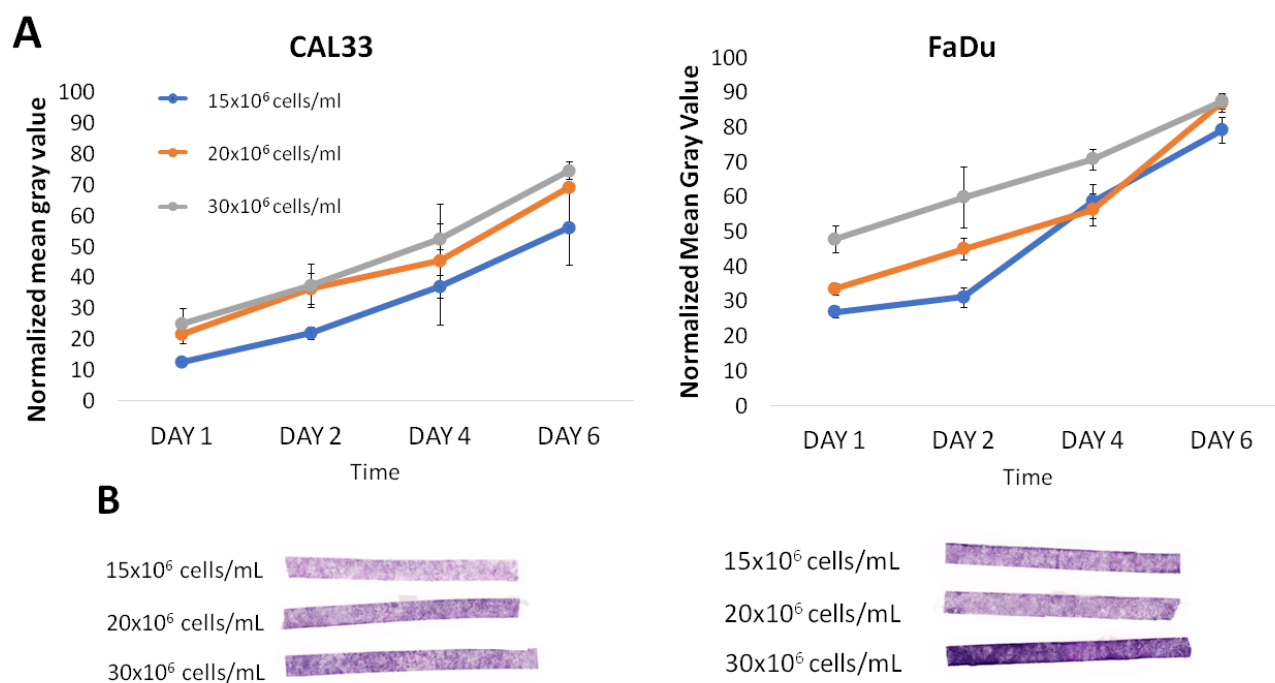 A
CAL33
Normalized mean gray value
100
90
80
70
60
50
40
30
20
10
0
15x10⁶ cells/ml
20x10⁶ cells/ml
30x10⁶ cells/ml
DAY 1 DAY 2 DAY 4 DAY 6
Time
FaDu
Normalized Mean Gray Value
100
90
80
70
60
50
40
30
20
10
0
DAY 1 DAY 2 DAY 4 DAY 6
Time
B
15x10⁶ cells/mL
20x10⁶ cells/mL
30x10⁶ cells/mL
15x10⁶ cells/mL
20x10⁶ cells/mL
30x10⁶ cells/mL